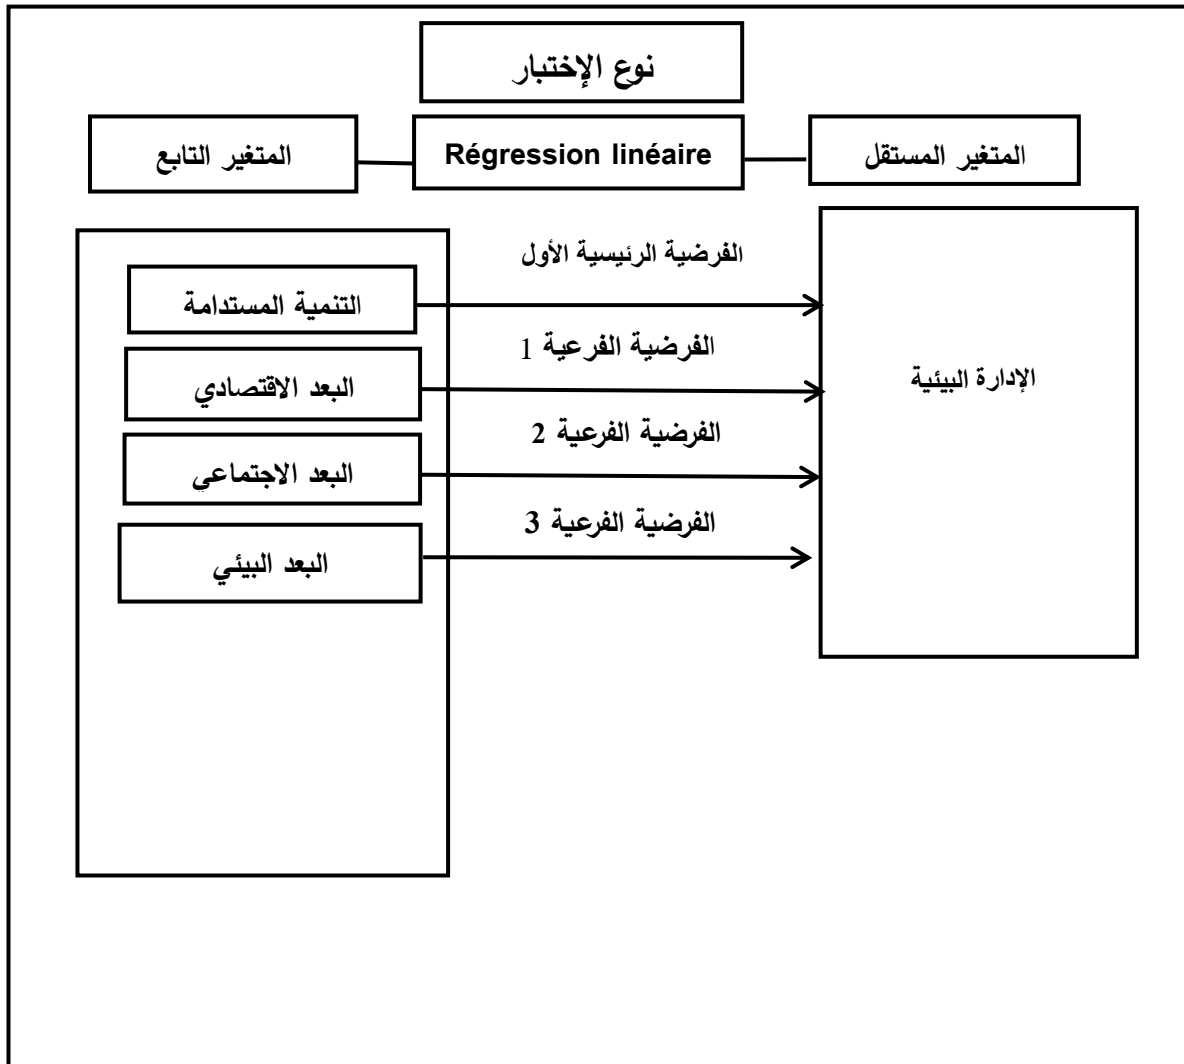 نوع الإختبار
المتغير المستقل
Régression linéaire
المتغير التابع
الفرضية الرئيسية الأول
التنمية المستدامة
الفرضية الفرعية 1
البعد الاقتصادي
الإدارة البيئية
الفرضية الفرعية 2
البعد الاجتماعي
الفرضية الفرعية 3
البعد البيئي